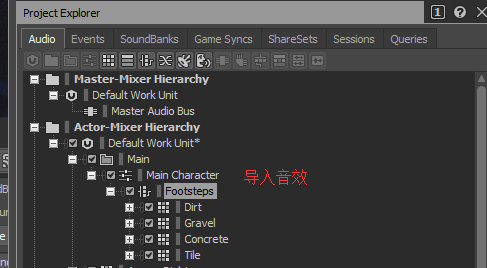 Project Explorer
1 ?
Audio Events SoundBanks Game Syncs ShareSets Sessions Queries
Master-Mixer Hierarchy
Default Work Unit
Master Audio Bus
Actor-Mixer Hierarchy
Default Work Unit*
Main
Main Character 导入音效
Footsteps
Dirt
Gravel
Concrete
Tile